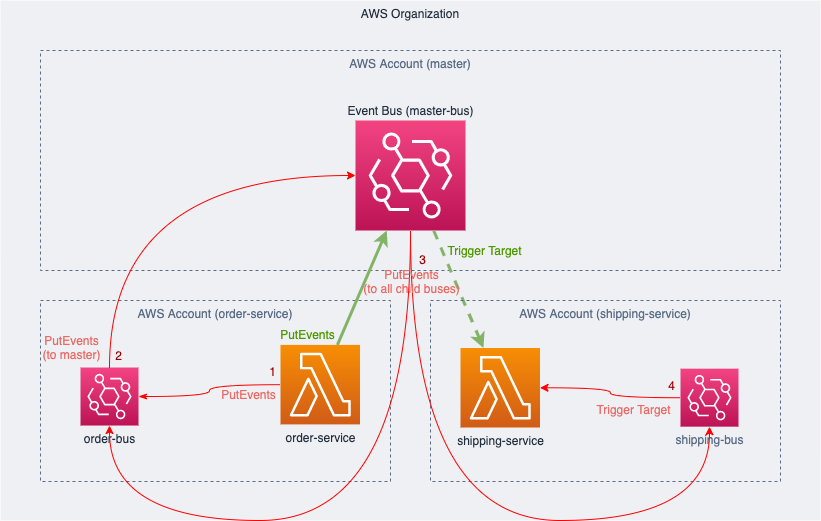 AWS Organization
AWS Account (master)
Event Bus (master-bus)
Trigger Target
3
PutEvents
(to all child buses)
AWS Account (order-service)
AWS Account (shipping-service)
PutEvents
PutEvents
(to master)
2
1
PutEvents
4
Trigger Target
order-bus
order-service
shipping-service
shipping-bus